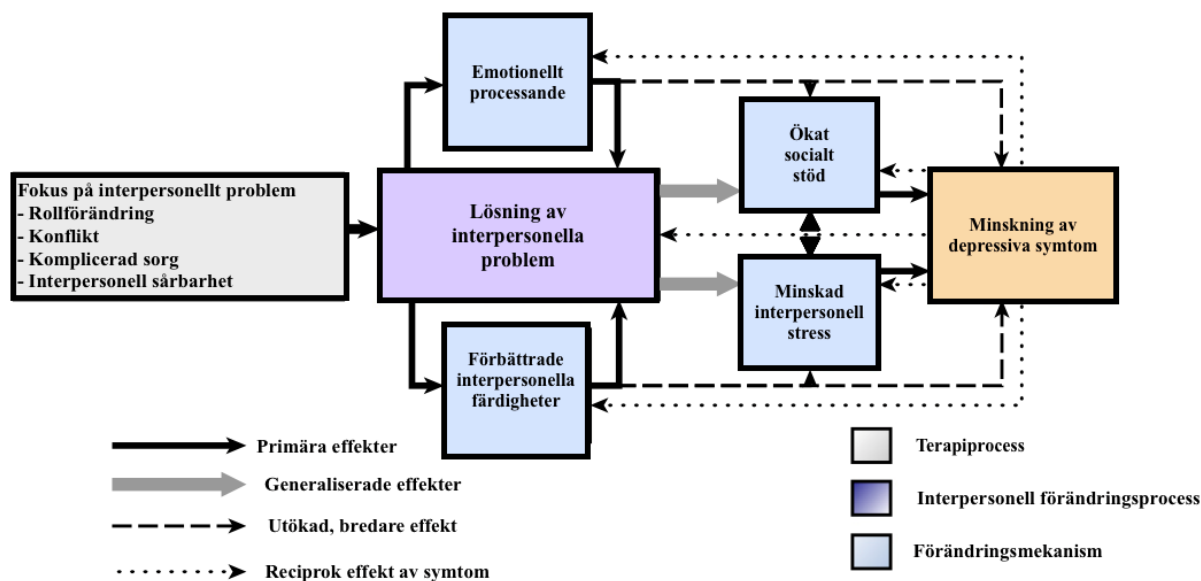 Emotionellt
processande
Ökat
socialt
stöd
Fokus på interpersonellt problem
- Rollförändring
- Konflikt
- Komplicerad sorg
- Interpersonell sårbarhet
Lösning av
interpersonella
problem
Minskning av
depressiva symtom
Minskad
interpersonell
stress
Förbättrade
interpersonella
färdigheter
Primära effekter
Generaliserade effekter
Utökad, bredare effekt
Reciprok effekt av symtom
Terapiprocess
Interpersonell förändringsprocess
Förändringsmekanism